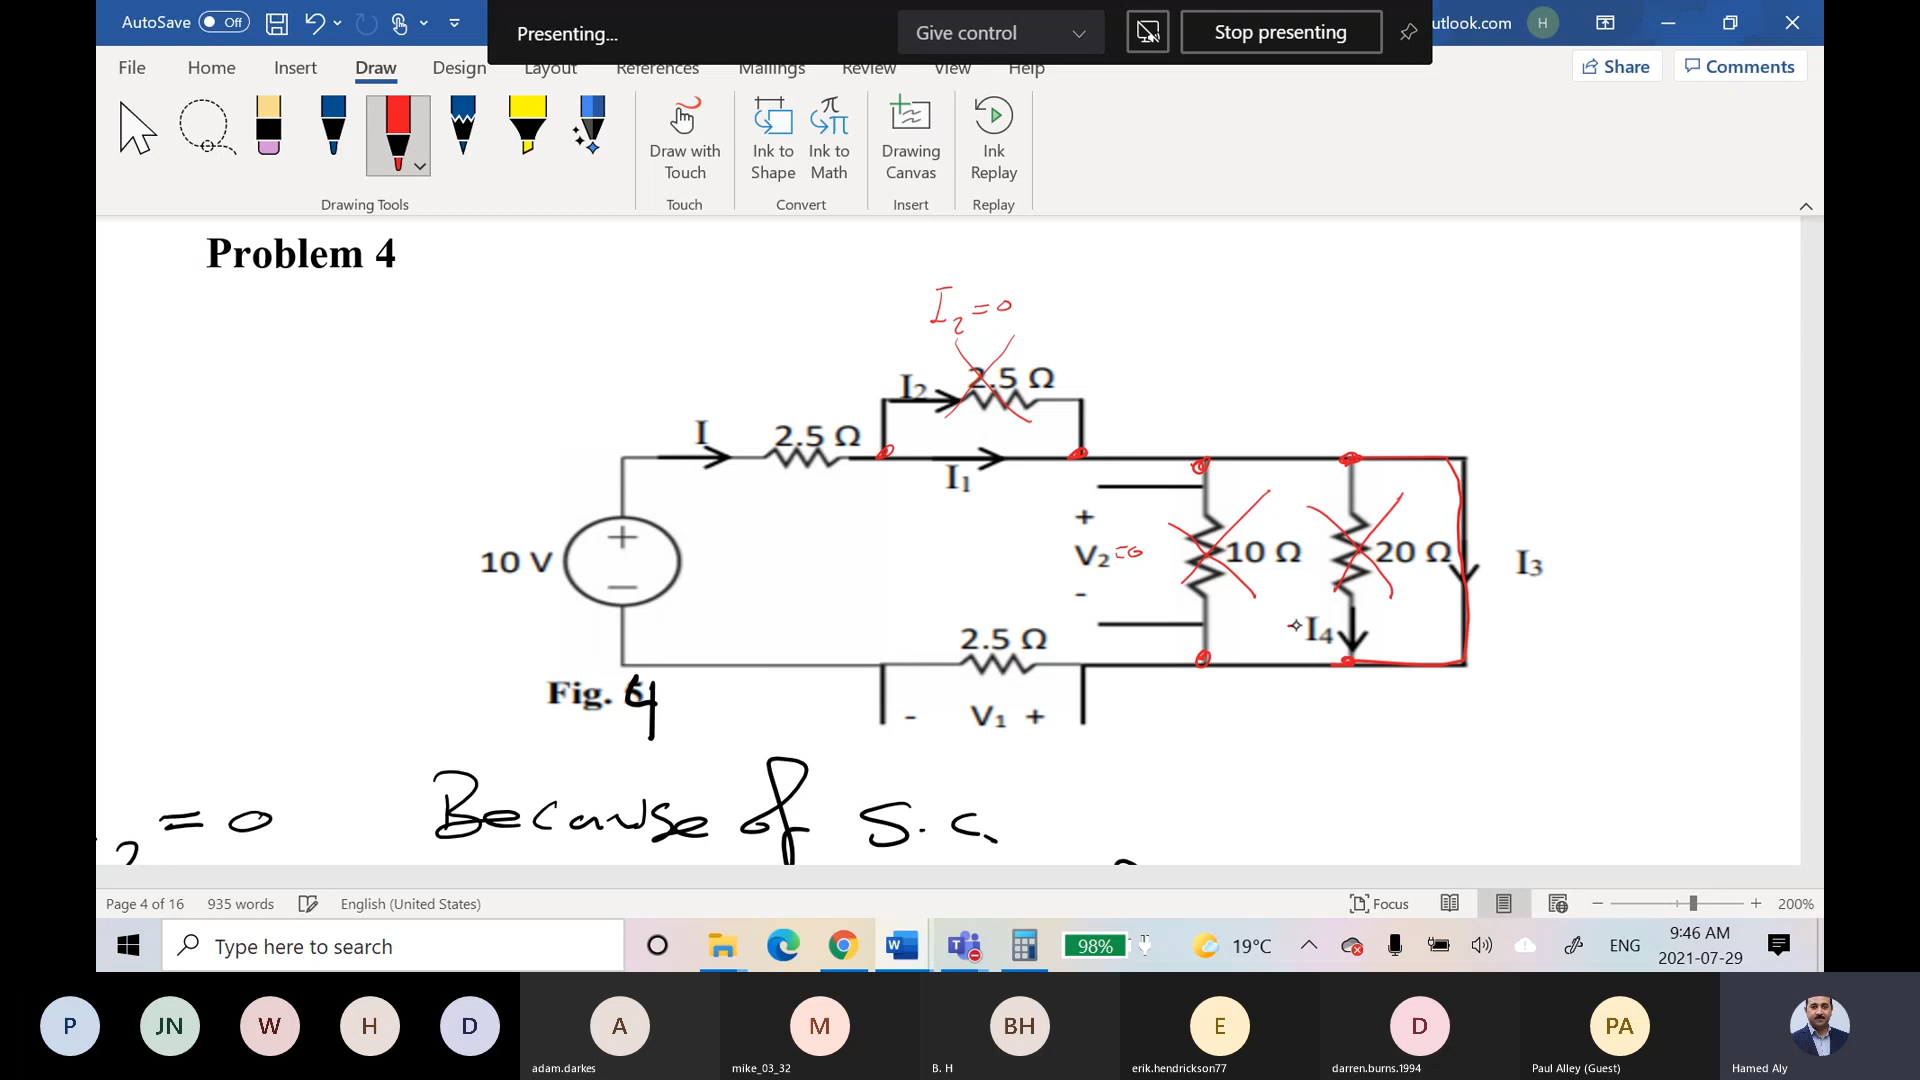 AutoSave Off
Presenting...
Give control
Stop presenting
utlook.com
H
File Home Insert Draw Design Layout References Mailings Review View Help
Share
Comments
Draw with Touch
Ink to Shape
Ink to Math
Drawing Canvas
Ink Replay
Drawing Tools
Touch
Convert
Insert
Replay
Problem 4
I2 = 0
I2
2.5 Ω
I
2.5 Ω
I1
+
V2 = 0
-
10 Ω
20 Ω
I3
10 V
+
-
I4
2.5 Ω
Fig. 4
- V1 +
2 = 0 Because of s.c.
Page 4 of 16
935 words
English (United States)
Focus
200%
Type here to search
98%
19°C
ENG
9:46 AM
2021-07-29
P
JN
W
H
D
A
adam.darkes
M
mike_03_32
BH
B. H
E
erik.hendrickson77
D
darren.burns.1994
PA
Paul Alley (Guest)
Hamed Aly